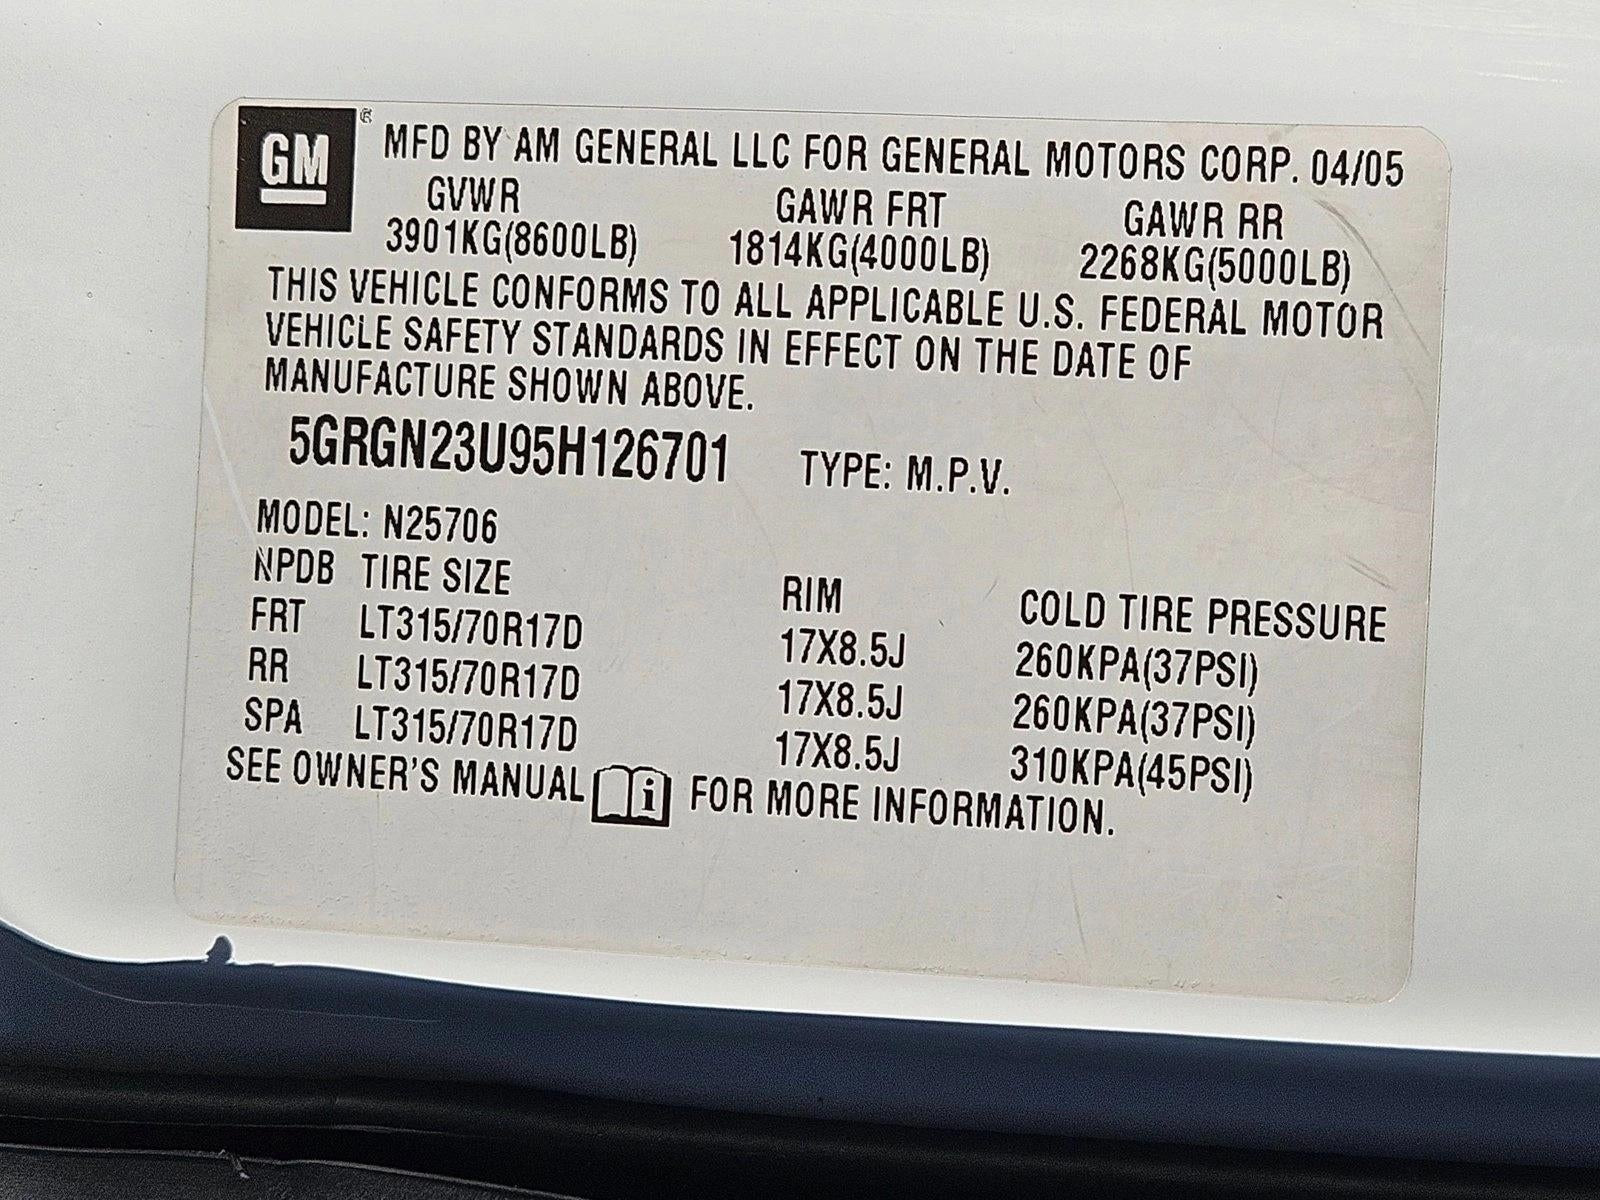 GM ® MFD BY AM GENERAL LLC FOR GENERAL MOTORS CORP. 04/05
GVWR GAWR FRT GAWR RR
3901KG(8600LB) 1814KG(4000LB) 2268KG(5000LB)
THIS VEHICLE CONFORMS TO ALL APPLICABLE U.S. FEDERAL MOTOR
VEHICLE SAFETY STANDARDS IN EFFECT ON THE DATE OF
MANUFACTURE SHOWN ABOVE.
5GRGN23U95H126701 TYPE: M.P.V.
MODEL: N25706
NPDB TIRE SIZE RIM COLD TIRE PRESSURE
FRT LT315/70R17D 17X8.5J 260KPA(37PSI)
RR LT315/70R17D 17X8.5J 260KPA(37PSI)
SPA LT315/70R17D 17X8.5J 310KPA(45PSI)
SEE OWNER'S MANUAL i FOR MORE INFORMATION.